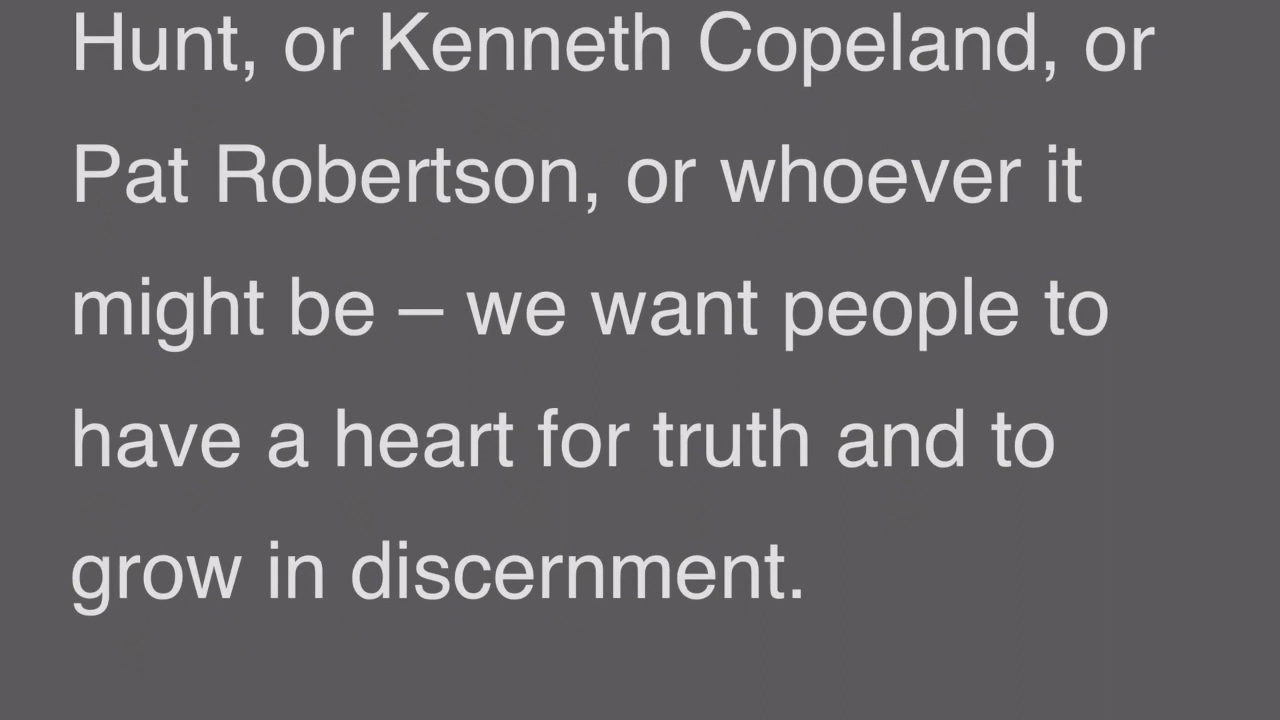 Hunt, or Kenneth Copeland, or
Pat Robertson, or whoever it
might be – we want people to
have a heart for truth and to
grow in discernment.